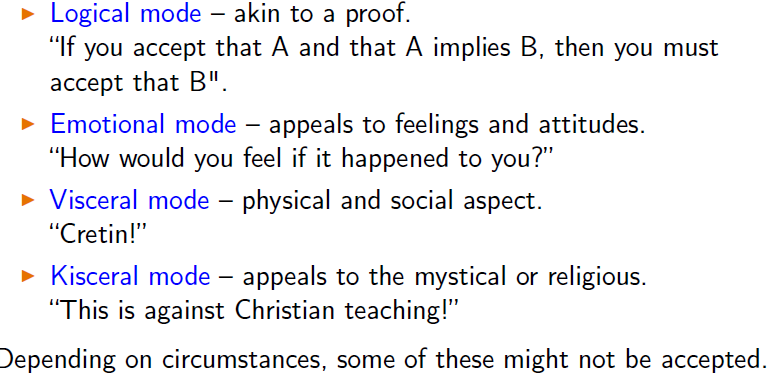 ▶ Logical mode – akin to a proof.
“If you accept that A and that A implies B, then you must
accept that B".
▶ Emotional mode – appeals to feelings and attitudes.
“How would you feel if it happened to you?”
▶ Visceral mode – physical and social aspect.
“Cretin!”
▶ Kisceral mode – appeals to the mystical or religious.
“This is against Christian teaching!”
Depending on circumstances, some of these might not be accepted.